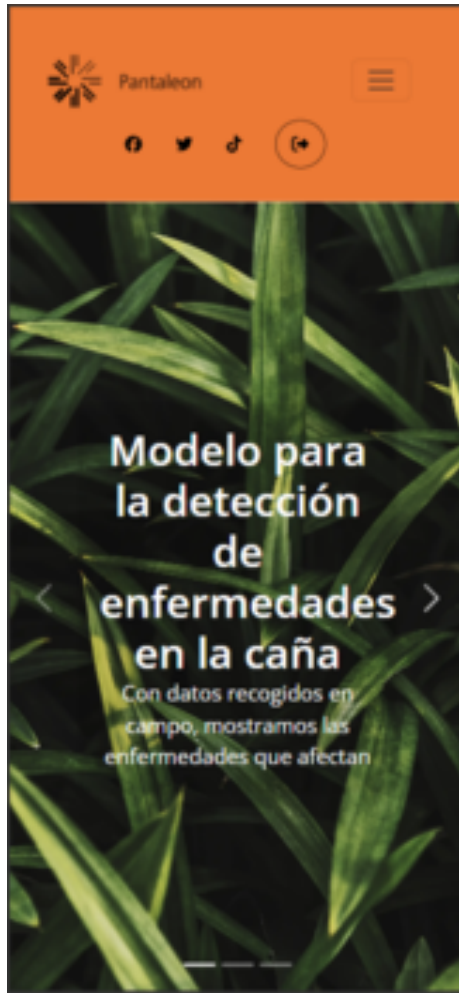 Pantaleon
Modelo para
la detección
de
enfermedades
en la caña
Con datos recogidos en
campo, mostramos las
enfermedades que afectan